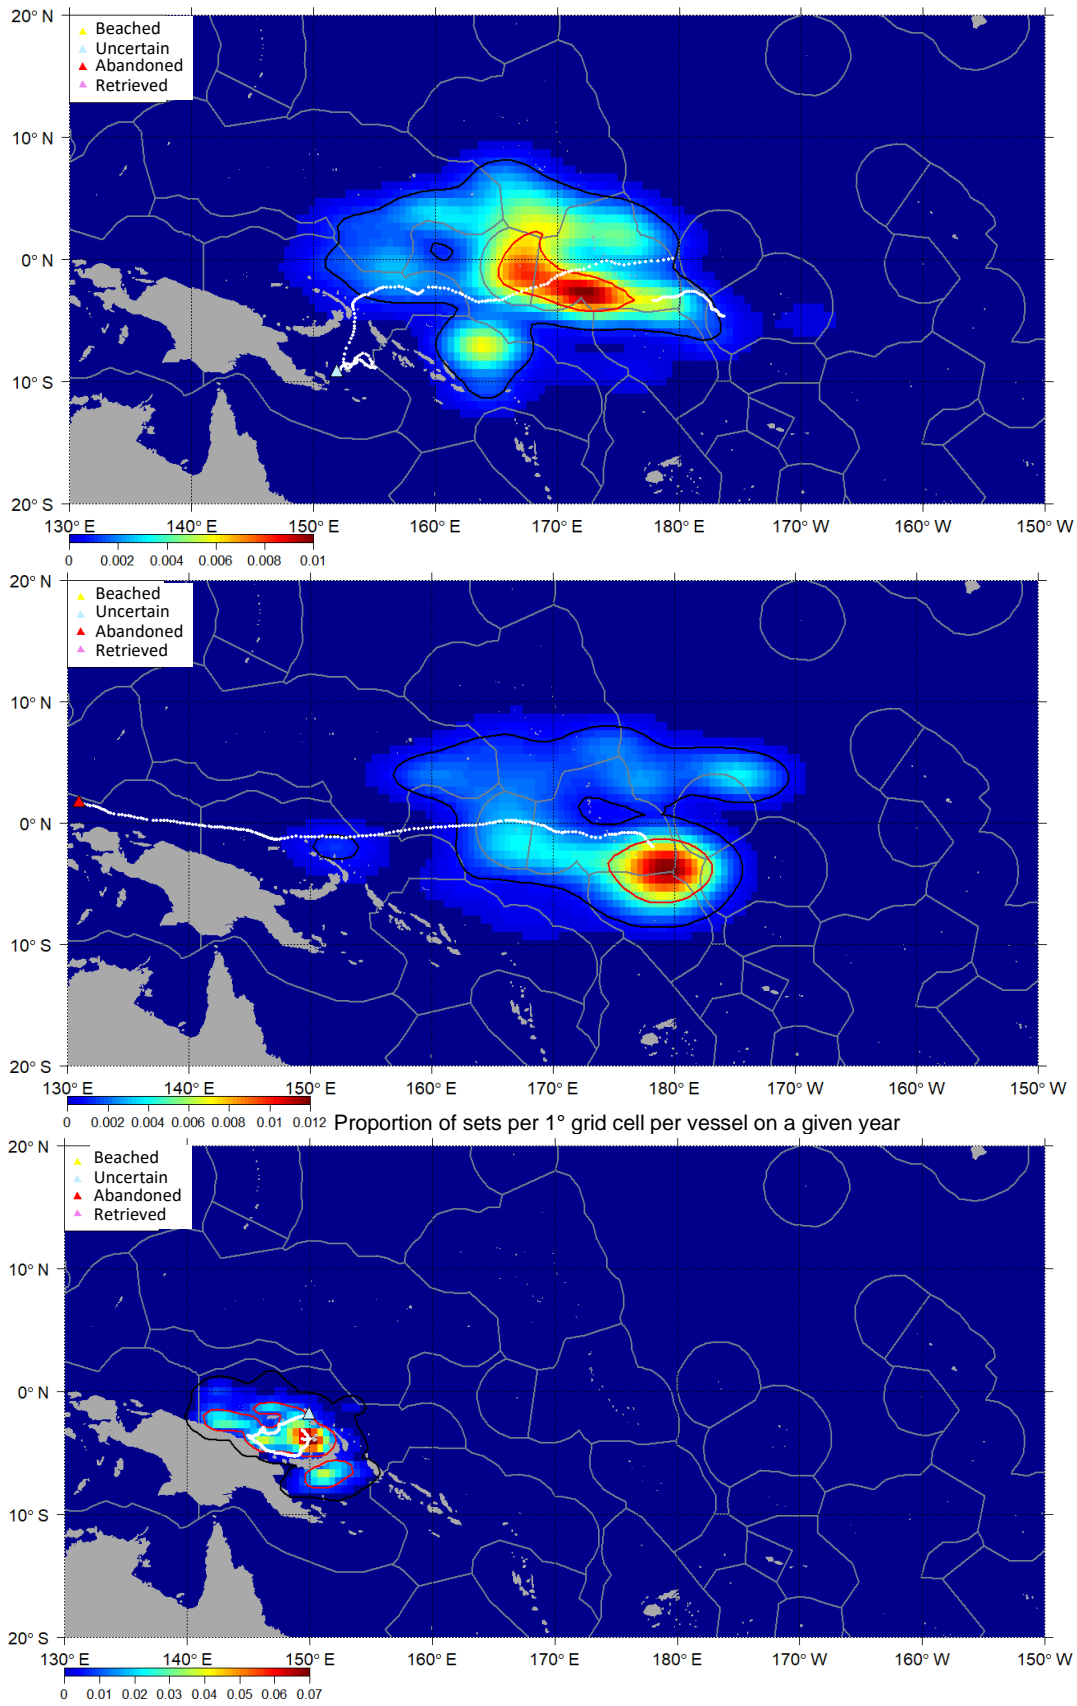 20° N
Beached
Uncertain
Abandoned
Retrieved
10° N
0° N
10° S
20° S
130° E 140° E 150° E 160° E 170° E 180° E 170° W 160° W 150° W
0 0.002 0.004 0.006 0.008 0.01
20° N
Beached
Uncertain
Abandoned
Retrieved
10° N
0° N
10° S
20° S
130° E 140° E 150° E 160° E 170° E 180° E 170° W 160° W 150° W
0 0.002 0.004 0.006 0.008 0.01 0.012
Proportion of sets per 1° grid cell per vessel on a given year
20° N
Beached
Uncertain
Abandoned
Retrieved
10° N
0° N
10° S
20° S
130° E 140° E 150° E 160° E 170° E 180° E 170° W 160° W 150° W
0 0.01 0.02 0.03 0.04 0.05 0.06 0.07